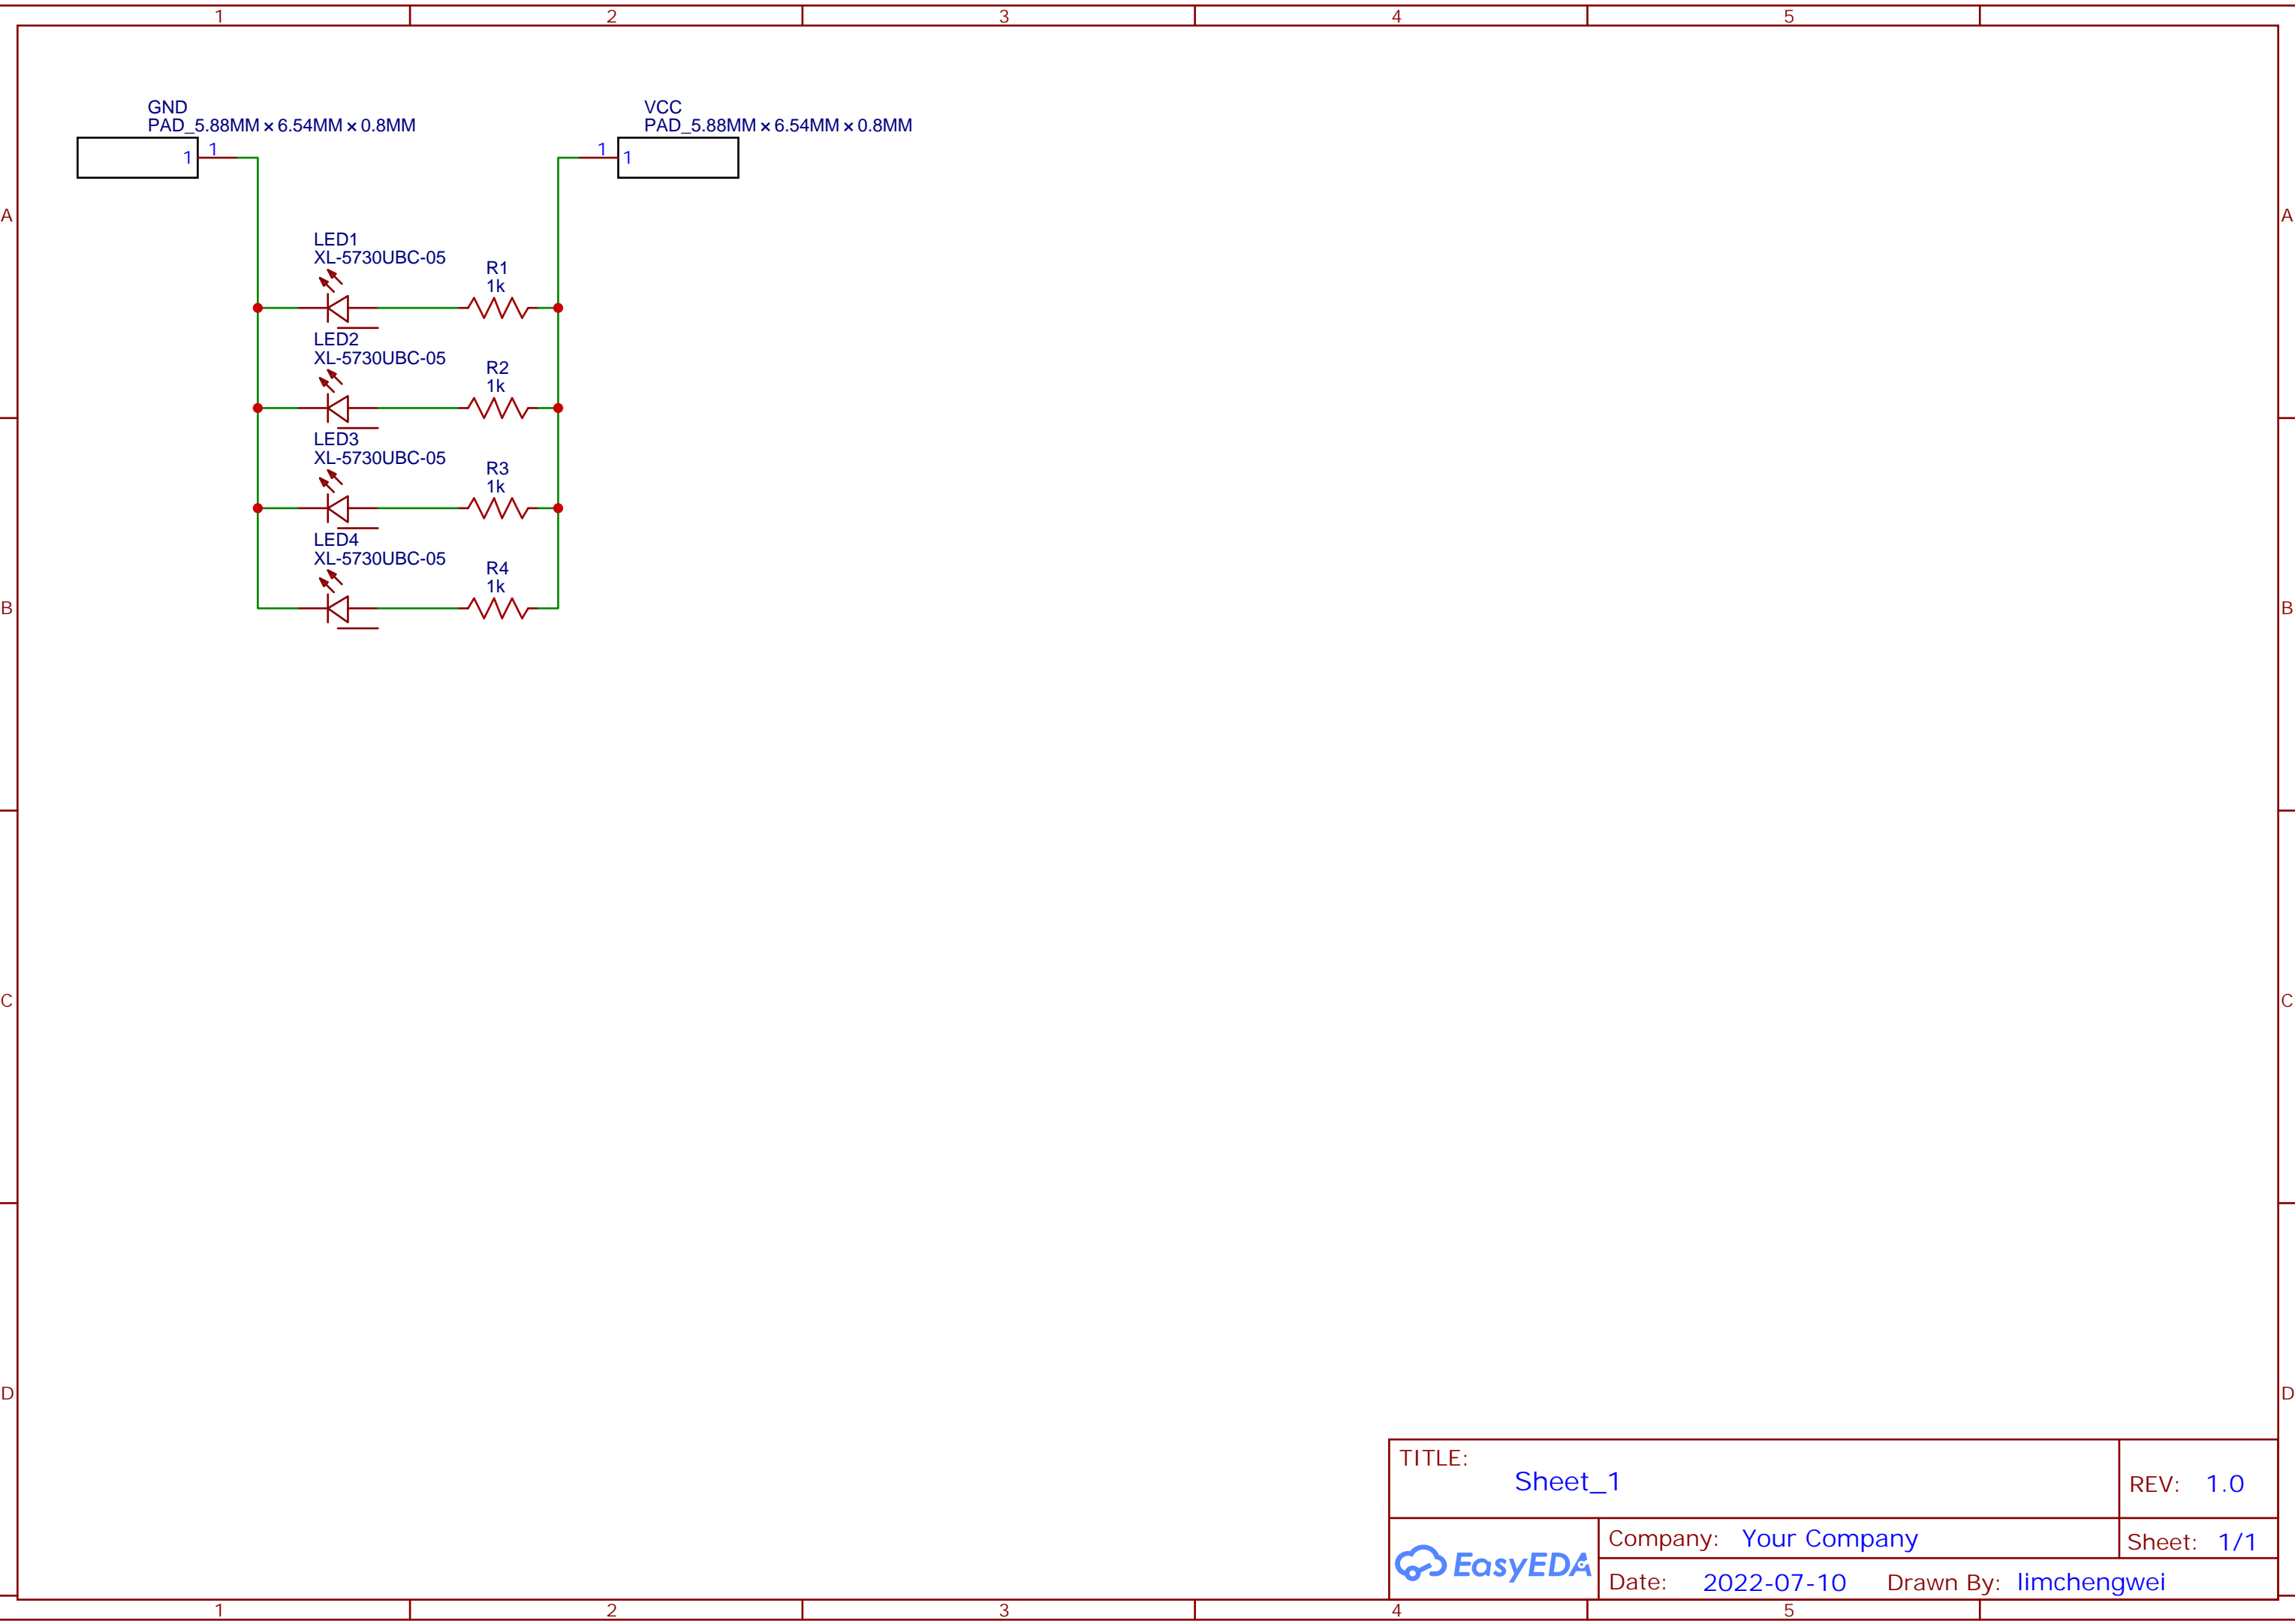 1 2 3 4 5
GND
PAD_5.88MM×6.54MM×0.8MM
1 1
VCC
PAD_5.88MM×6.54MM×0.8MM
1 1
A A
LED1
XL-5730UBC-05
R1
1k
LED2
XL-5730UBC-05
R2
1k
LED3
XL-5730UBC-05
R3
1k
LED4
XL-5730UBC-05
R4
1k
B B
C C
D D
TITLE:
Sheet_1
REV: 1.0
EasyEDA
Company: Your Company
Sheet: 1/1
Date: 2022-07-10 Drawn By: limchengwei
1 2 3 4 5